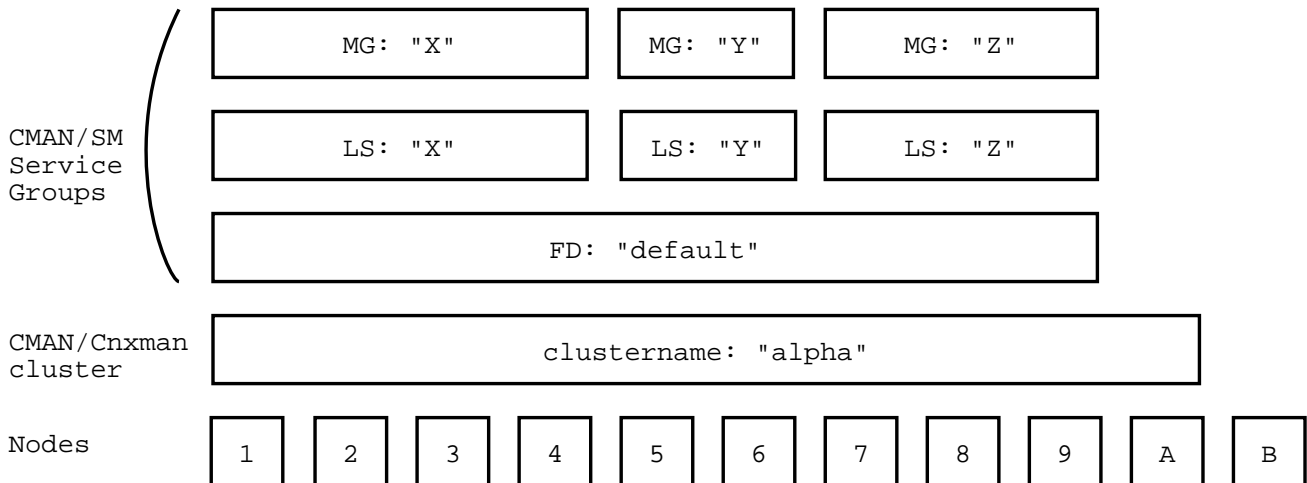 MG: "X" MG: "Y" MG: "Z"
CMAN/SM
Service
Groups
LS: "X" LS: "Y" LS: "Z"
FD: "default"
CMAN/Cnxman
cluster
clustername: "alpha"
Nodes 1 2 3 4 5 6 7 8 9 A B